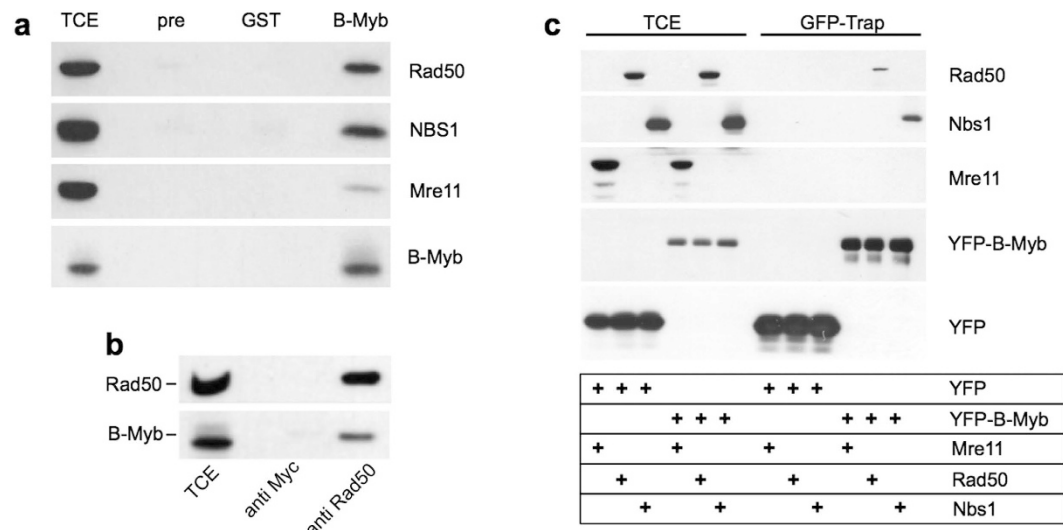 a
TCE pre GST B-Myb
Rad50
NBS1
Mre11
B-Myb
b
Rad50
B-Myb
TCE anti Myc anti Rad50
c
TCE GFP-Trap
Rad50
Nbs1
Mre11
YFP-B-Myb
YFP
+ + + + + + YFP
+ + + + + + YFP-B-Myb
+ + + + Mre11
+ + + + Rad50
+ + + + Nbs1